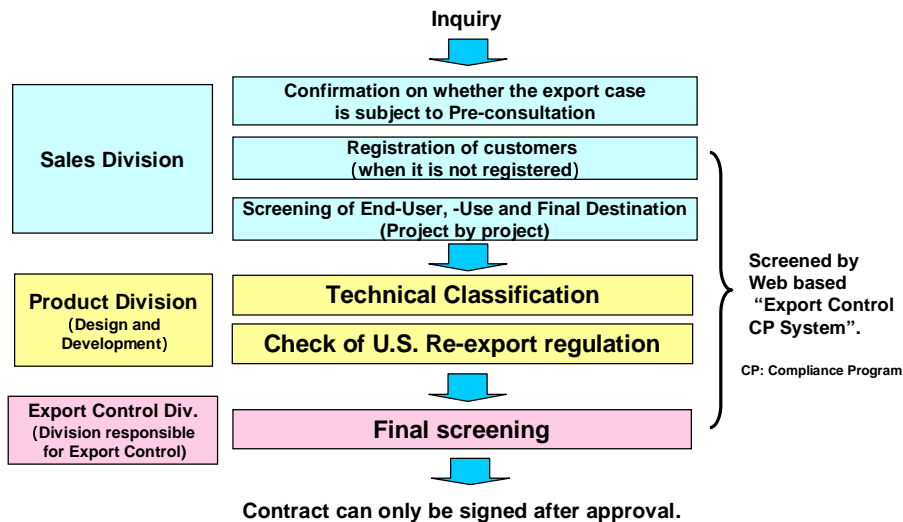 Inquiry
Sales Division
Confirmation on whether the export case
is subject to Pre-consultation
Registration of customers
(when it is not registered)
Screening of End-User, -Use and Final Destination
(Project by project)
Product Division
(Design and
Development)
Technical Classification
Check of U.S. Re-export regulation
Export Control Div.
(Division responsible
for Export Control)
Final screening
Screened by
Web based
“Export Control
CP System”.
CP: Compliance Program
Contract can only be signed after approval.